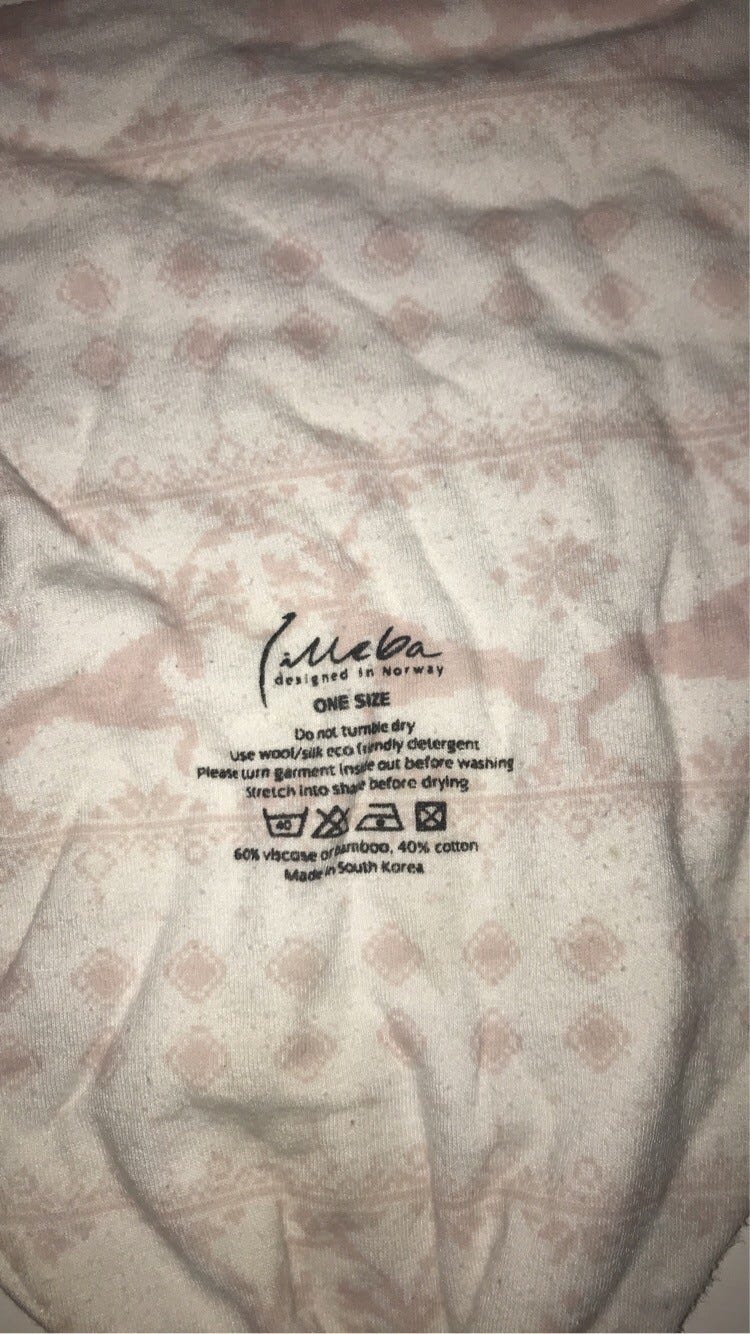 Lilleba
designed in Norway
ONE SIZE
Do not tumble dry
Use wool/silk eco friendly detergent
Please turn garment inside out before washing
Stretch into shape before drying
40
60% viscose of bamboo, 40% cotton
Made in South Korea